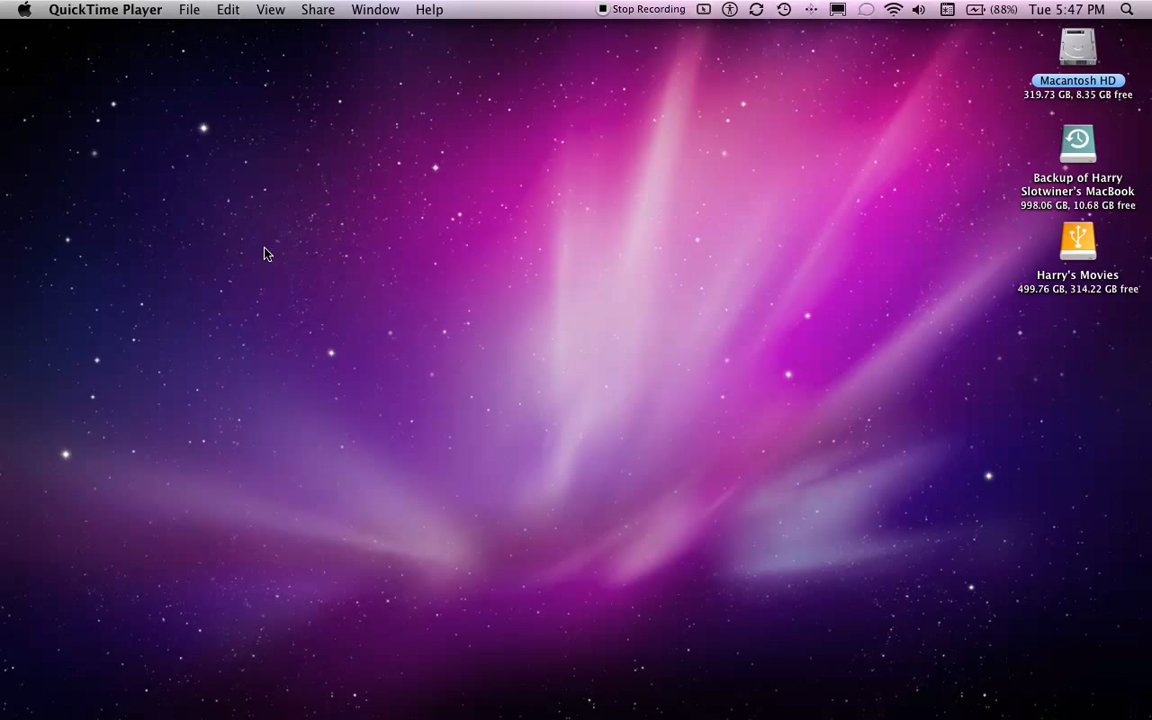 QuickTime Player File Edit View Share Window Help Stop Recording (88%) Tue 5:47 PM
Macintosh HD
319.73 GB, 8.35 GB free
Backup of Harry
Slotwiner's MacBook
998.06 GB, 10.68 GB free
Harry's Movies
499.76 GB, 314.22 GB free